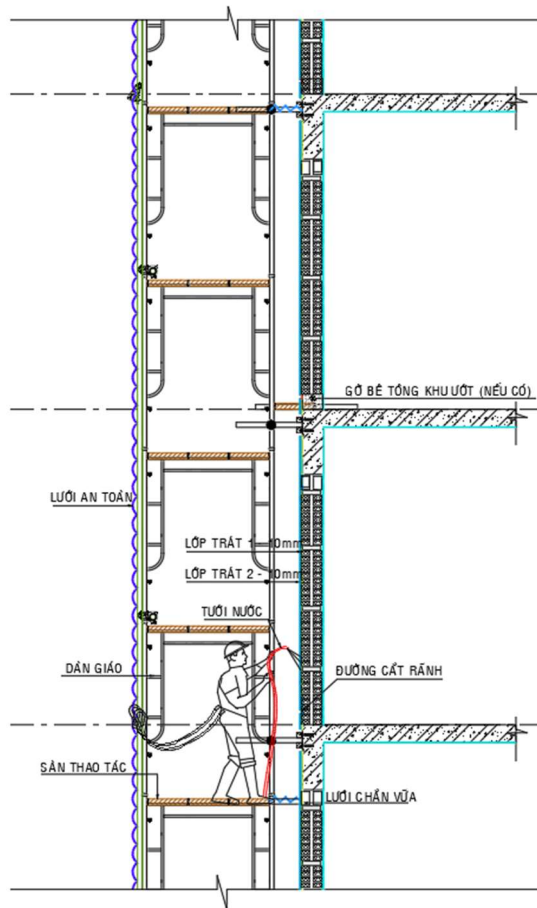 GỜ BÊ TÔNG KHU ƯỚT (NẾU CÓ)
LƯỚI AN TOÀN
LỚP TRÁT 1 - 10mm
LỚP TRÁT 2 - 10mm
TƯỚI NƯỚC
DÀN GIÁO
ĐƯỜNG CẮT RÃNH
SÀN THAO TÁC
LƯỚI CHẮN VỮA